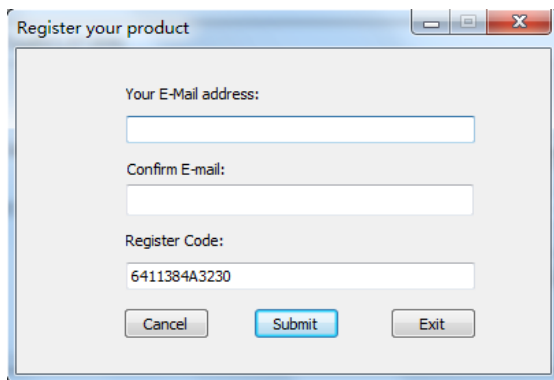 Register your product
Your E-Mail address:
Confirm E-mail:
Register Code:
6411384A3230
Cancel Submit Exit